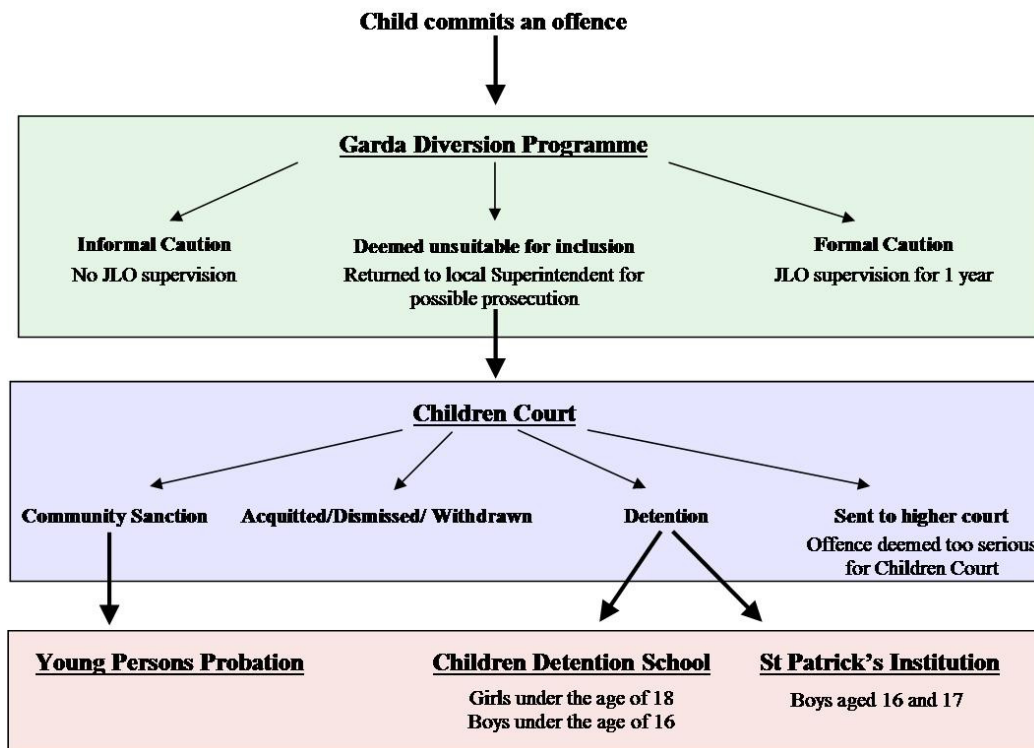 Child commits an offence
Garda Diversion Programme
Informal Caution
No JLO supervision
Deemed unsuitable for inclusion
Returned to local Superintendent for
possible prosecution
Formal Caution
JLO supervision for 1 year
Children Court
Community Sanction
Acquitted/Dismissed/ Withdrawn
Detention
Sent to higher court
Offence deemed too serious
for Children Court
Young Persons Probation
Children Detention School
Girls under the age of 18
Boys under the age of 16
St Patrick's Institution
Boys aged 16 and 17